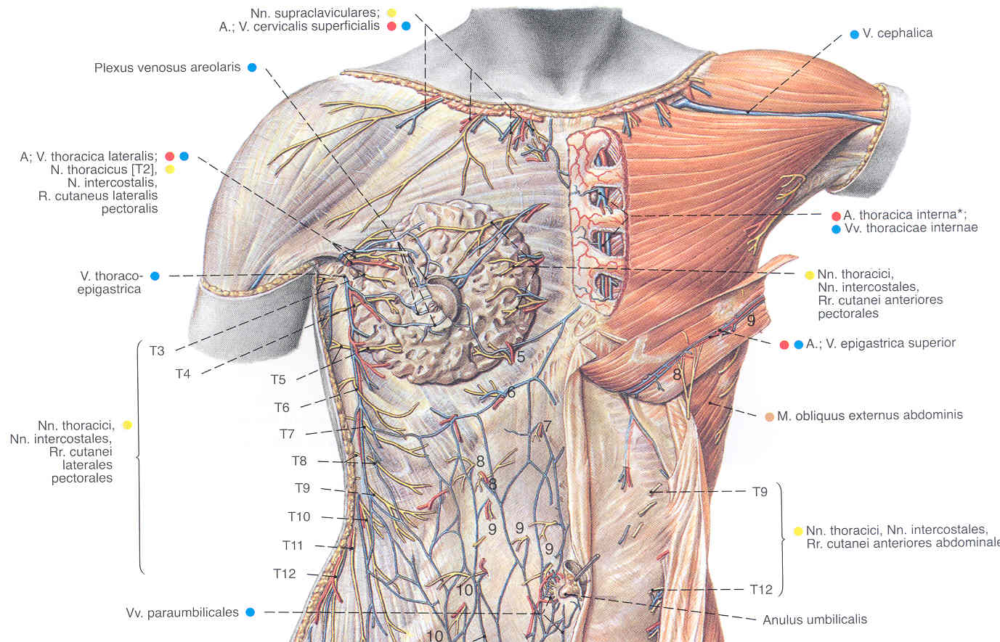 Nn. supraclaviculares;
A.; V. cervicalis superficialis
V. cephalica
Plexus venosus areolaris
A; V. thoracica lateralis;
N. thoracicus [T2],
N. intercostalis,
R. cutaneus lateralis
pectoralis
A. thoracica interna*;
Vv. thoracicae internae
V. thoraco-
epigastrica
Nn. thoracici,
Nn. intercostales,
Rr. cutanei anteriores
pectorales
9
A.; V. epigastrica superior
T3
5
T4
8
T5
6
T6
M. obliquus externus abdominis
Nn. thoracici,
Nn. intercostales,
Rr. cutanei
laterales
pectorales
7
T7
T8
8
8
T9
T9
T10
9
9
Nn. thoracici, Nn. intercostales,
Rr. cutanei anteriores abdominale
T11
9
T12
10
T12
Vv. paraumbilicales
Anulus umbilicalis
10